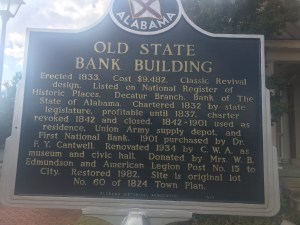 ALABAMA
OLD STATE
BANK BUILDING
Erected 1833. Cost $9,482. Classic Revival
design. Listed on National Register of
Historic Places. Decatur Branch, Bank of The
State of Alabama. Chartered 1832 by state
legislature, profitable until 1837, charter
revoked 1842 and closed. 1842-1901 used as
residence, Union Army supply depot, and
First National Bank. 1901 purchased by Dr.
F. Y. Cantwell. Renovated 1934 by C. W. A. as
museum and civic hall. Donated by Mrs. W. B.
Edmundson and American Legion Post No. 15 to
City. Restored 1982. Site is original lot
No. 60 of 1824 Town Plan.